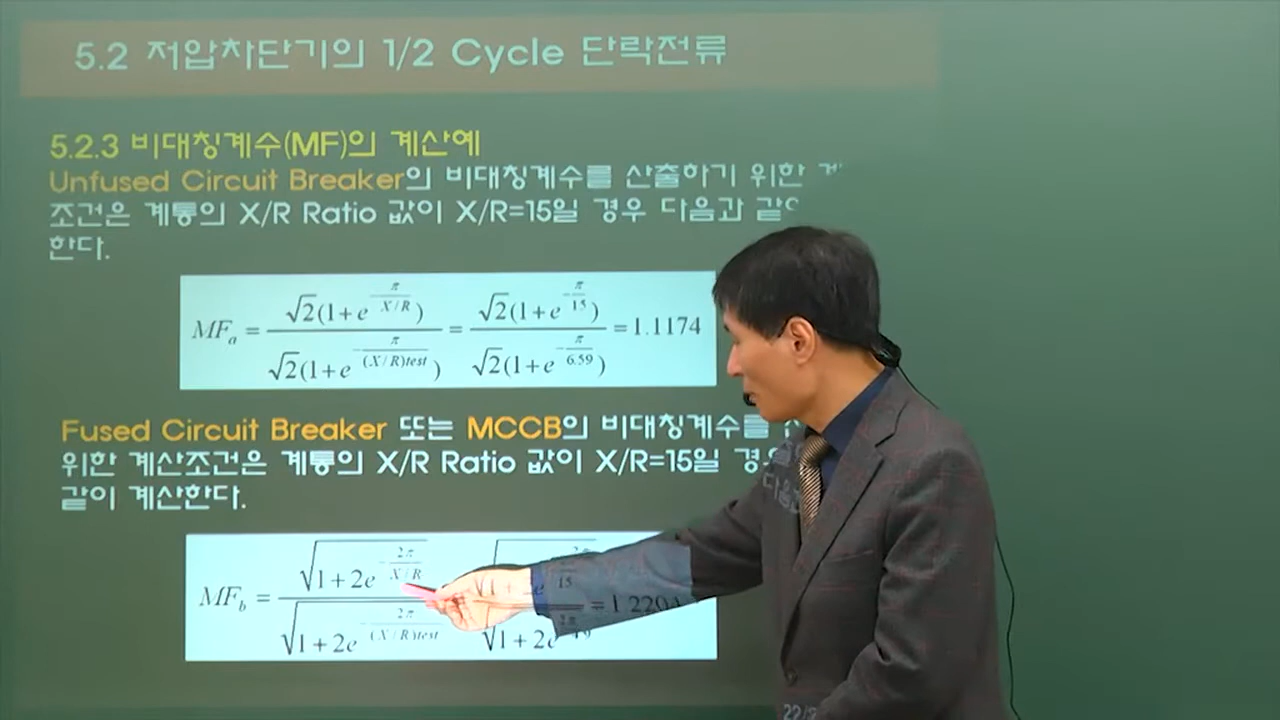 5.2 저압차단기의 1/2 Cycle 단락전류
5.2.3 비대칭계수(MF)의 계산예
Unfused Circuit Breaker의 비대칭계수를 산출하기 위한
조건은 계통의 X/R Ratio 값이 X/R=15일 경우 다음과
한다.
MF_a = √2(1+e^(-π/(X/R))) / √2(1+e^(-π/((X/R)test))) = √2(1+e^(-π/15)) / √2(1+e^(-π/6.59)) = 1.1174
Fused Circuit Breaker 또는 MCCB의 비대칭계수를
위한 계산조건은 계통의 X/R Ratio 값이 X/R=15일
같이 계산한다.
MF_b = √(1+2e^(-2π/(X/R))) / √(1+2e^(-2π/((X/R)test)))